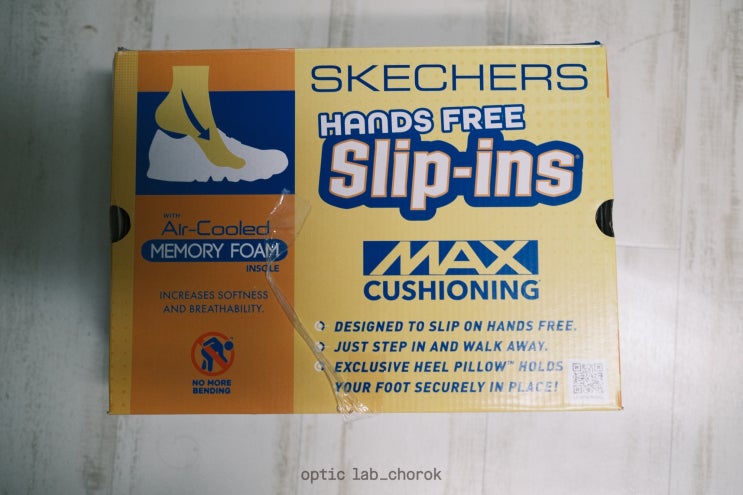 SKECHERS
HANDS FREE
Slip-ins®
WITH
Air-Cooled
MEMORY FOAM
INSOLE
INCREASES SOFTNESS
AND BREATHABILITY.
NO MORE
BENDING
MAX
CUSHIONING
DESIGNED TO SLIP ON HANDS FREE.
JUST STEP IN AND WALK AWAY.
EXCLUSIVE HEEL PILLOW™ HOLDS
YOUR FOOT SECURELY IN PLACE!
optic lab_chorok